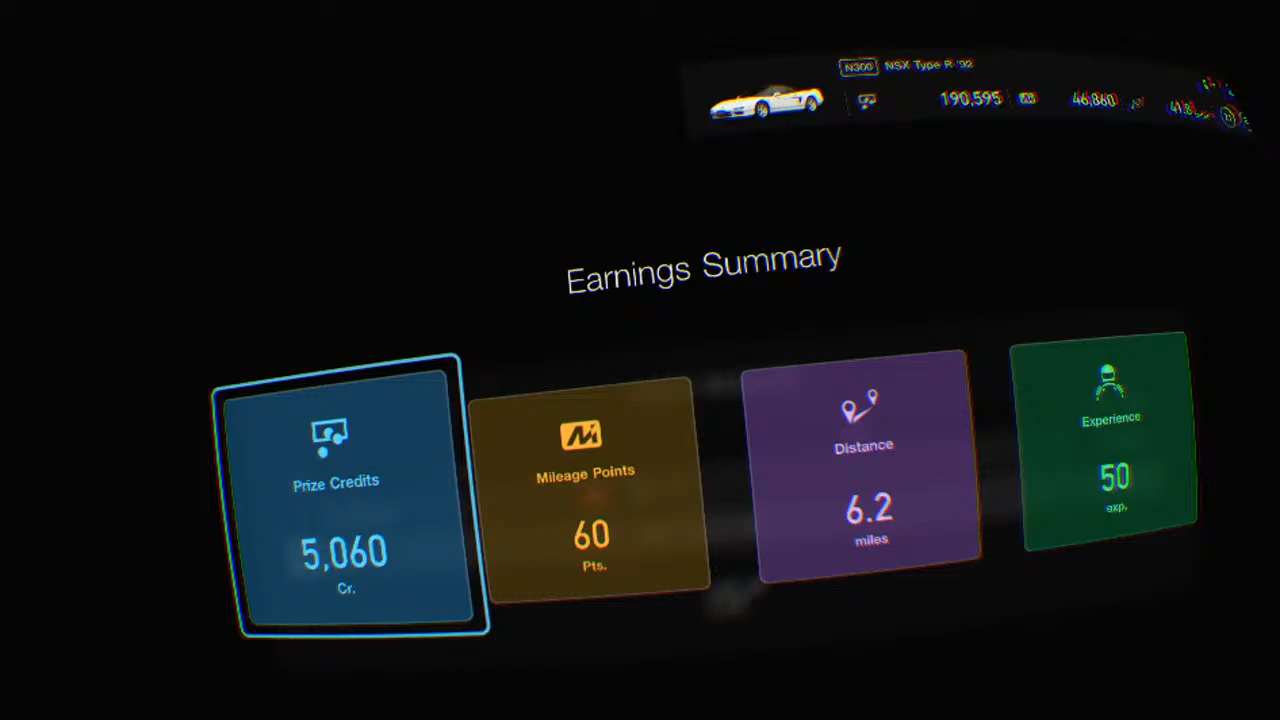 N300 NSX Type R '92
190,595 46,860
Earnings Summary
Prize Credits
5,060
Cr.
Mileage Points
60
Pts.
Distance
6.2
miles
Experience
50
exp.